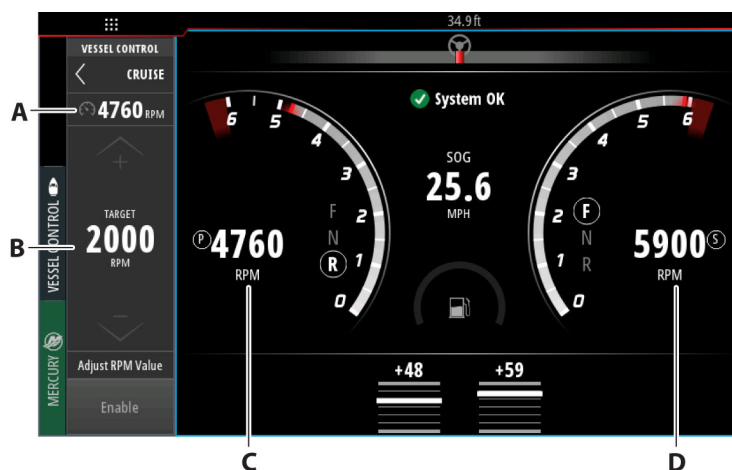 34.9 ft
VESSEL CONTROL
CRUISE
A
4760 RPM
System OK
6 5 4 3 2 1 0
0 1 2 3 4 5 6
SOG
25.6
MPH
TARGET
B
2000
RPM
VESSEL CONTROL
F
N
R
F
N
R
P 4760
RPM
5900 S
RPM
Adjust RPM Value
MERCURY
Enable
+48 +59
C D